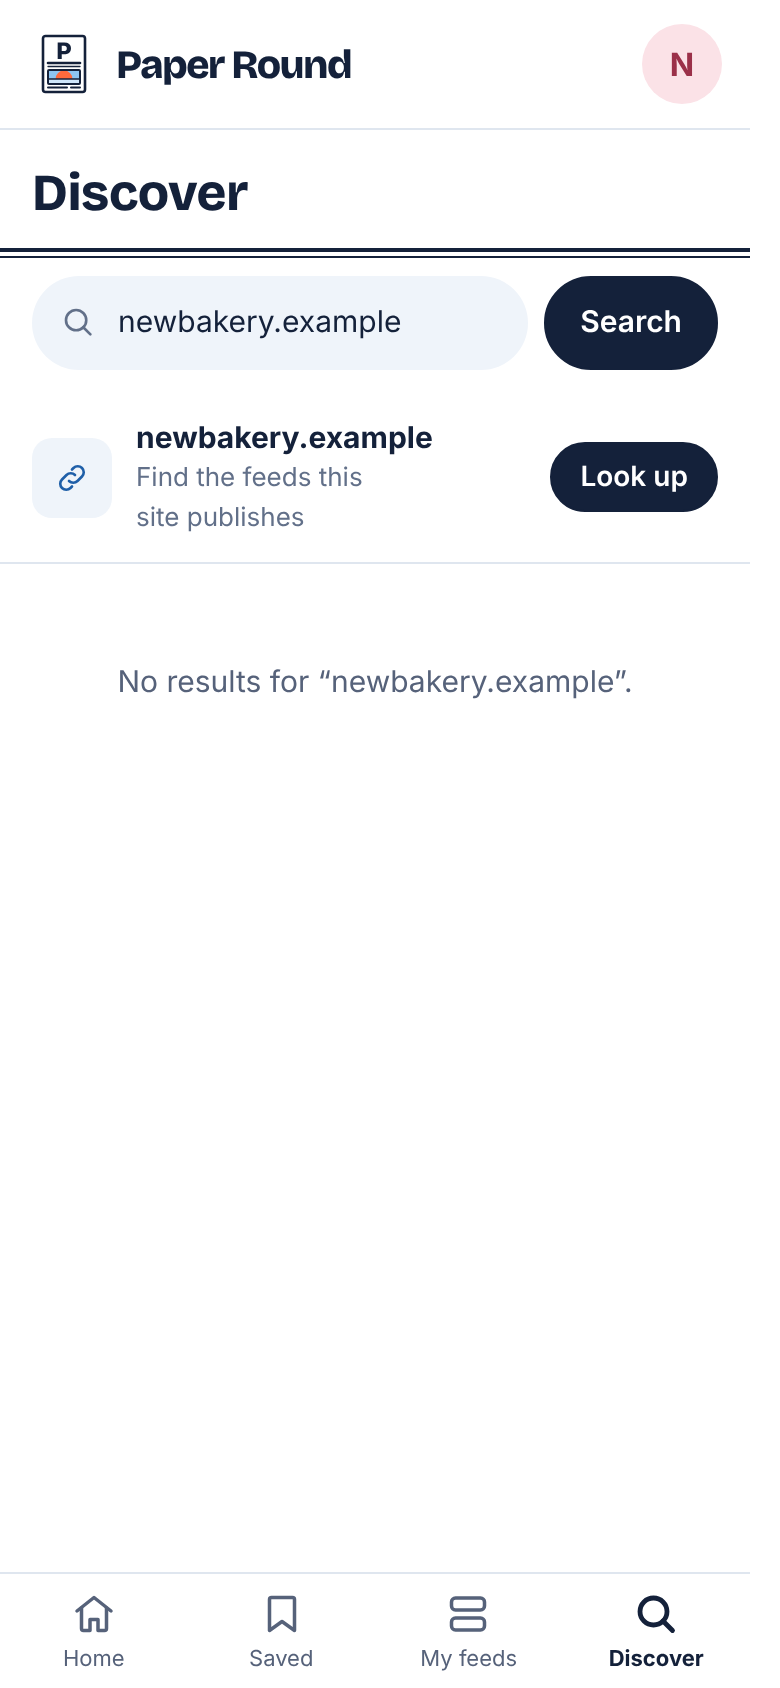 P
Paper Round
N
Discover
newbakery.example
Search
newbakery.example
Find the feeds this
site publishes
Look up
No results for “newbakery.example”.
Home
Saved
My feeds
Discover